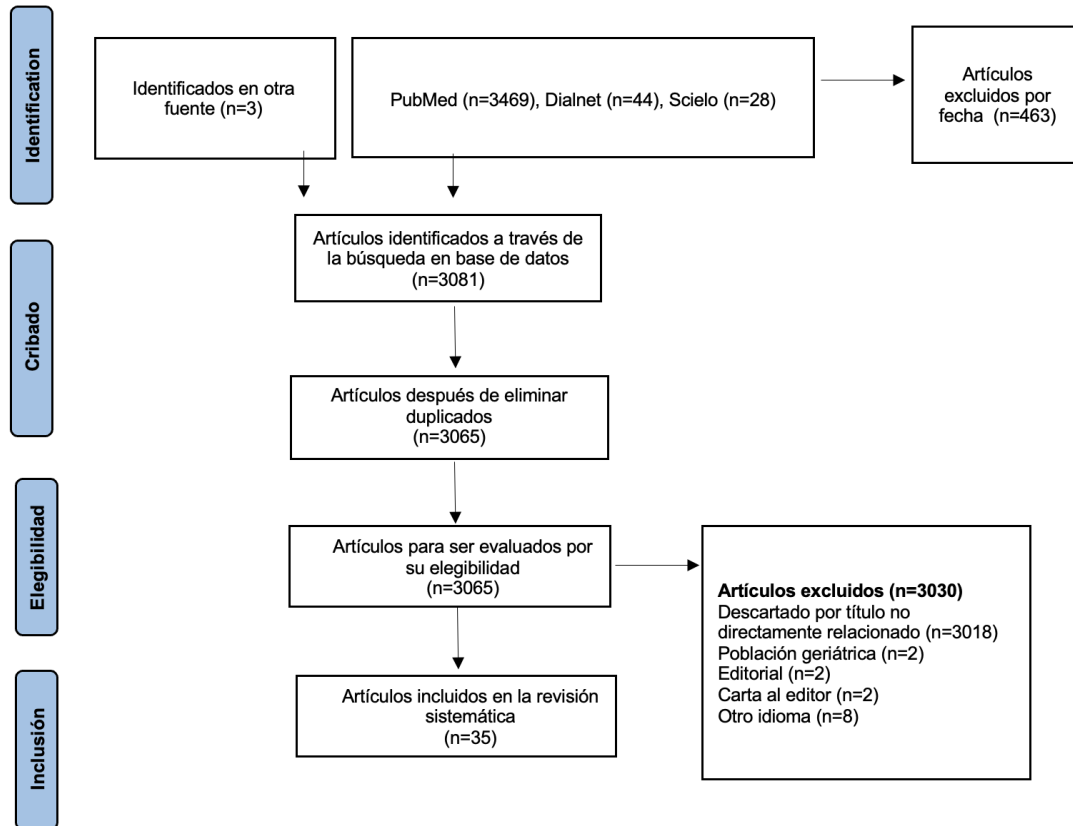 Identification
Identificados en otra
fuente (n=3)
PubMed (n=3469), Dialnet (n=44), Scielo (n=28)
Artículos
excluidos por
fecha (n=463)
Cribado
Artículos identificados a través de
la búsqueda en base de datos
(n=3081)
Artículos después de eliminar
duplicados
(n=3065)
Elegibilidad
Artículos para ser evaluados por
su elegibilidad
(n=3065)
Artículos excluidos (n=3030)
Descartado por título no
directamente relacionado (n=3018)
Población geriátrica (n=2)
Editorial (n=2)
Carta al editor (n=2)
Otro idioma (n=8)
Inclusión
Artículos incluidos en la revisión
sistemática
(n=35)